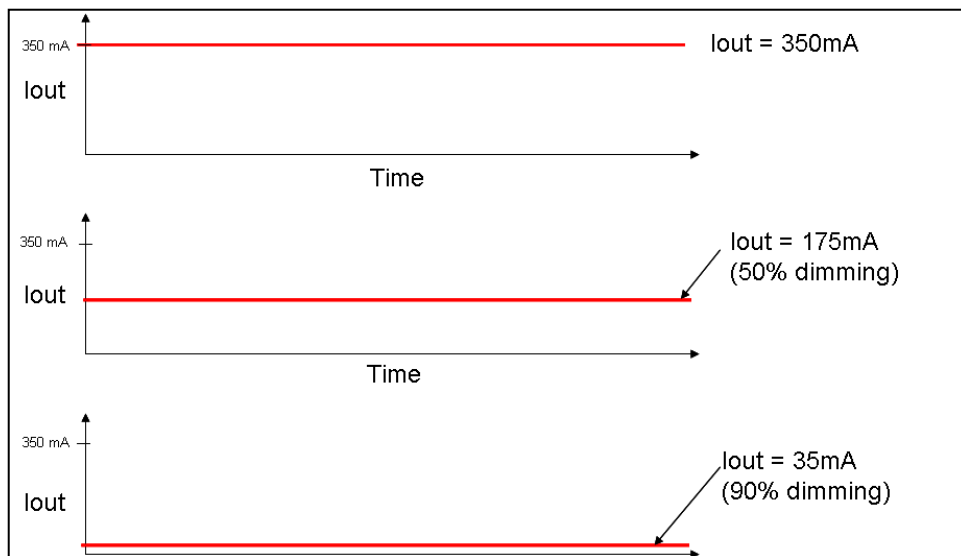 350 mA
Iout = 350mA
Iout
Time
350 mA
Iout = 175mA
(50% dimming)
Iout
Time
350 mA
Iout = 35mA
(90% dimming)
Iout